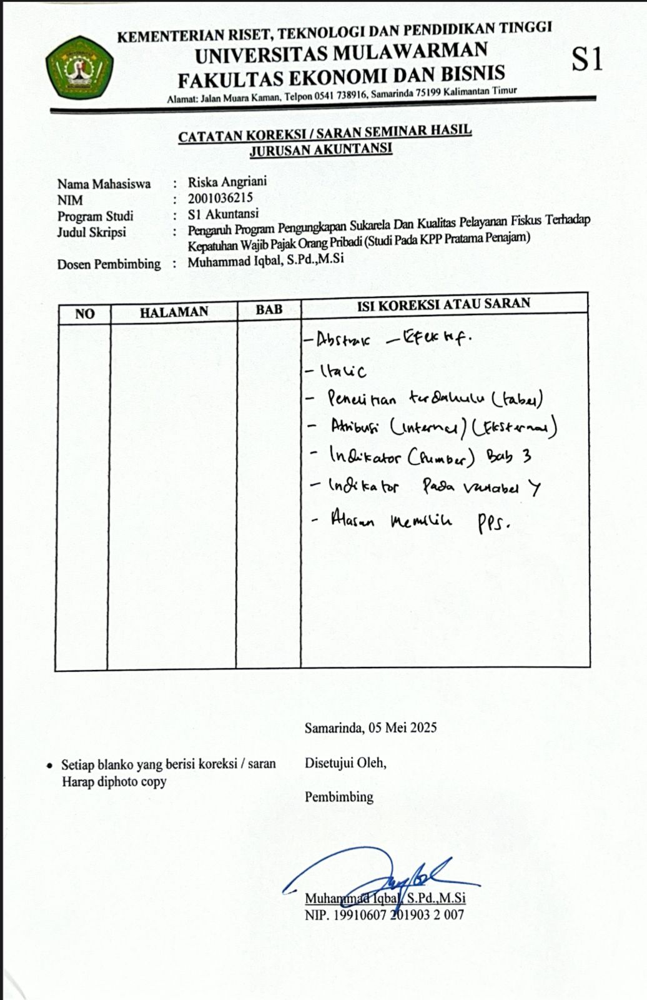 KEMENTERIAN RISET, TEKNOLOGI DAN PENDIDIKAN TINGGI
UNIVERSITAS MULAWARMAN
FAKULTAS EKONOMI DAN BISNIS
Alamat: Jalan Muara Kaman, Telpon 0541 738916, Samarinda 75199 Kalimantan Timur
S1
CATATAN KOREKSI / SARAN SEMINAR HASIL
JURUSAN AKUNTANSI
Nama Mahasiswa : Riska Angriani
NIM : 2001036215
Program Studi : S1 Akuntansi
Judul Skripsi : Pengaruh Program Pengungkapan Sukarela Dan Kualitas Pelayanan Fiskus Terhadap
Kepatuhan Wajib Pajak Orang Pribadi (Studi Pada KPP Pratama Penajam)
Dosen Pembimbing : Muhammad Iqbal, S.Pd.,M.Si
NO HALAMAN BAB ISI KOREKSI ATAU SARAN
- Abstrak - Efektif.
- Italic
- Penelitian terdahulu (tabel)
- Atribusi (Internal) (Eksternal)
- Indikator (Sumber) Bab 3
- Indikator Pada variabel Y
- Alasan memilih PPS.
Samarinda, 05 Mei 2025
• Setiap blanko yang berisi koreksi / saran
Harap diphoto copy
Disetujui Oleh,
Pembimbing
Muhammad Iqbal, S.Pd.,M.Si
NIP. 19910607 201903 2 007